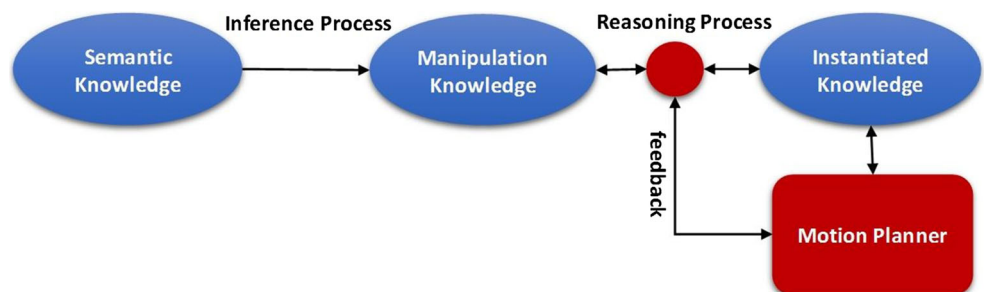 Inference Process
Reasoning Process
Semantic
Knowledge
Manipulation
Knowledge
Instantiated
Knowledge
feedback
Motion Planner